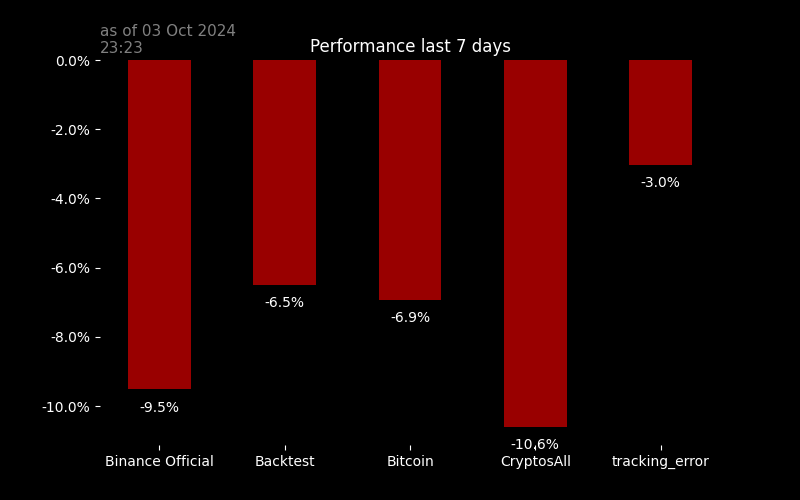 as of 03 Oct 2024
23:23
Performance last 7 days
0.0%
-2.0%
-4.0%
-6.0%
-8.0%
-10.0%
-9.5%
-6.5%
-6.9%
-10.6%
-3.0%
Binance Official
Backtest
Bitcoin
CryptosAll
tracking_error